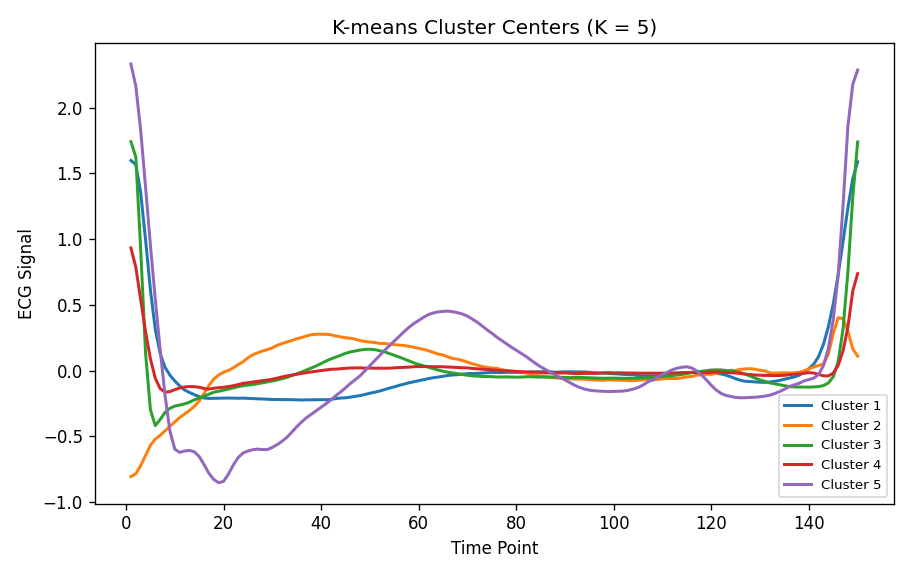 K-means Cluster Centers (K = 5)
ECG Signal
2.0
1.5
1.0
0.5
0.0
−0.5
−1.0
0 20 40 60 80 100 120 140
Time Point
Cluster 1
Cluster 2
Cluster 3
Cluster 4
Cluster 5